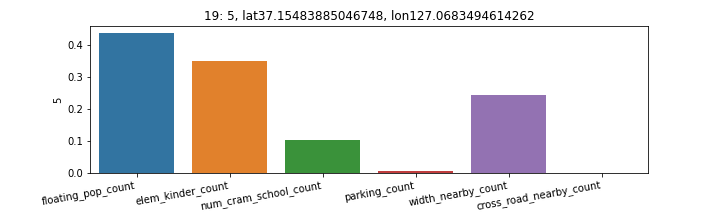 19: 5, lat37.15483885046748, lon127.0683494614262
0.4
0.3
0.2
0.1
0.0
5
floating_pop_count
elem_kinder_count
num_cram_school_count
parking_count
width_nearby_count
cross_road_nearby_count